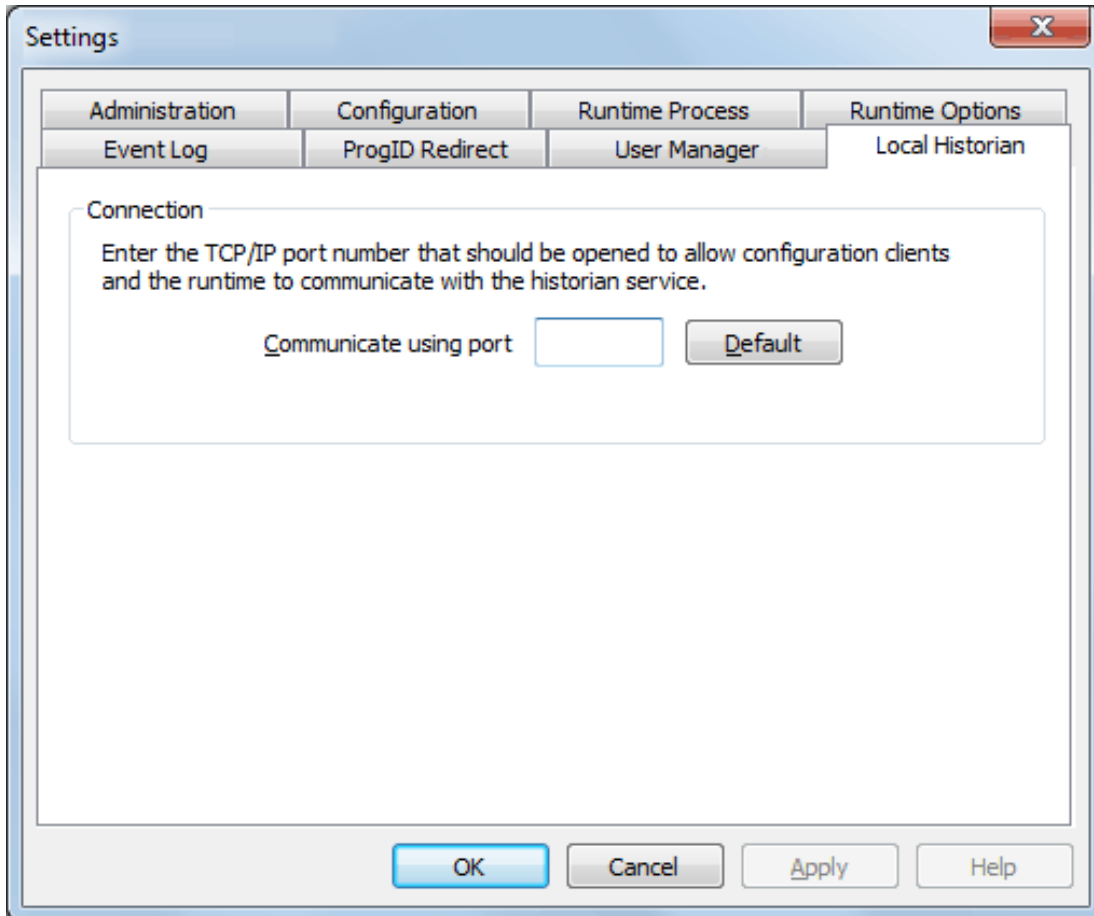 Settings
Administration Configuration Runtime Process Runtime Options
Event Log ProgID Redirect User Manager Local Historian
Connection
Enter the TCP/IP port number that should be opened to allow configuration clients
and the runtime to communicate with the historian service.
Communicate using port Default
OK Cancel Apply Help